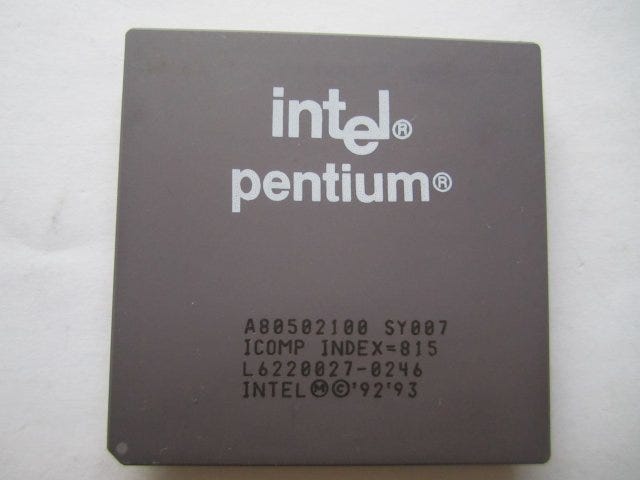 intel®
pentium®
A80502100 SY007
ICOMP INDEX=815
L6220027-0246
INTEL Ⓜ © '92 '93